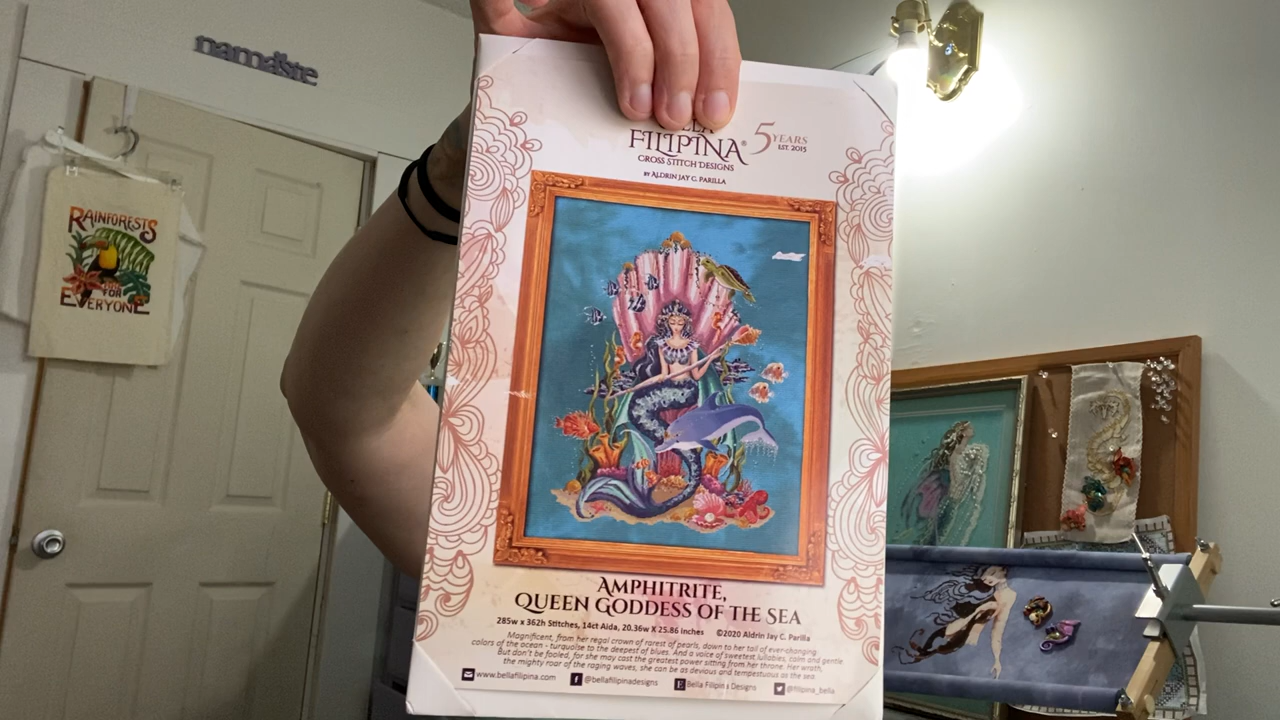 namaste
RAINFORESTS
FOR
EVERYONE
FILIPINA®
CROSS STITCH DESIGNS
BY ALDRIN JAY C. PARILLA
5 YEARS
EST. 2015
AMPHITRITE,
QUEEN GODDESS OF THE SEA
285w x 362h Stitches, 14ct Aida, 20.36w X 25.86 inches ©2020 Aldrin Jay C. Parilla
Magnificent, from her regal crown of rarest of pearls, down to her tail of ever-changing
colors of the ocean - turquoise to the deepest of blues. And a voice of sweetest lullabies, calm and gentle
But don't be fooled, for she may cast the greatest power sitting from her throne. Her wrath,
the mighty roar of the raging waves, she can be as devious and tempestuous as the sea.
www.bellafilipina.com
f @bellafilipinadesigns
E Bella Filipina Designs
@filipina_bella